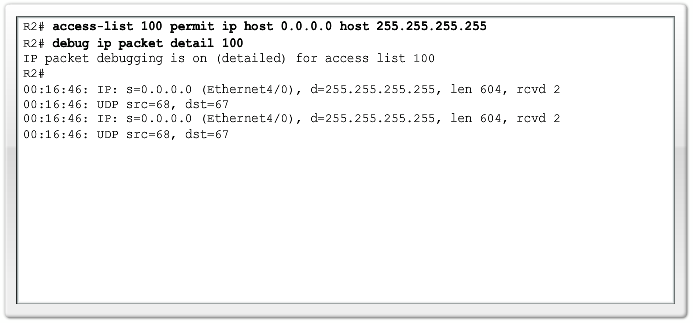 R2# access-list 100 permit ip host 0.0.0.0 host 255.255.255.255
R2# debug ip packet detail 100
IP packet debugging is on (detailed) for access list 100
R2#
00:16:46: IP: s=0.0.0.0 (Ethernet4/0), d=255.255.255.255, len 604, rcvd 2
00:16:46: UDP src=68, dst=67
00:16:46: IP: s=0.0.0.0 (Ethernet4/0), d=255.255.255.255, len 604, rcvd 2
00:16:46: UDP src=68, dst=67